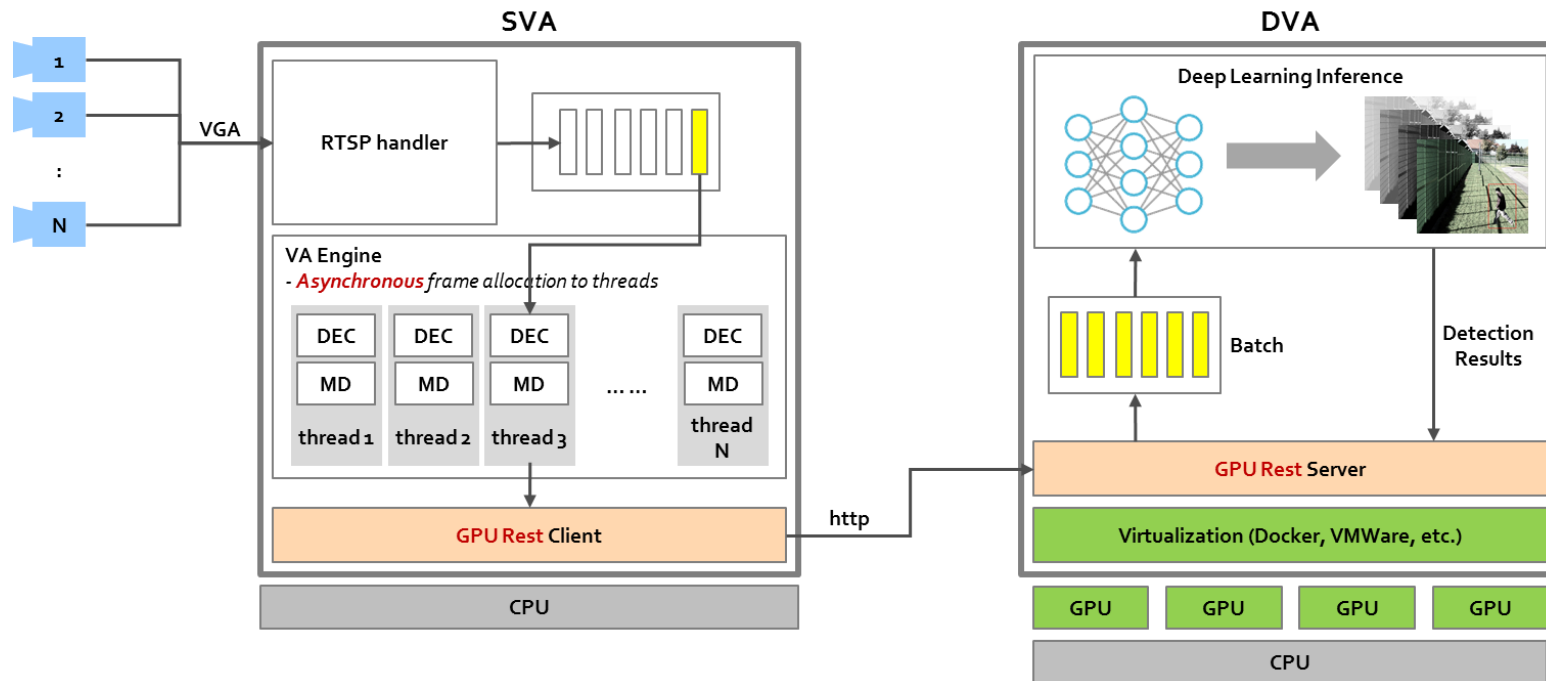 SVA
DVA
1
2
:
N
VGA
RTSP handler
VA Engine
- Asynchronous frame allocation to threads
DEC
DEC
DEC
DEC
MD
MD
MD
... ...
MD
thread 1
thread 2
thread 3
thread
N
GPU Rest Client
CPU
http
Deep Learning Inference
Batch
Detection
Results
GPU Rest Server
Virtualization (Docker, VMWare, etc.)
GPU
GPU
GPU
GPU
CPU